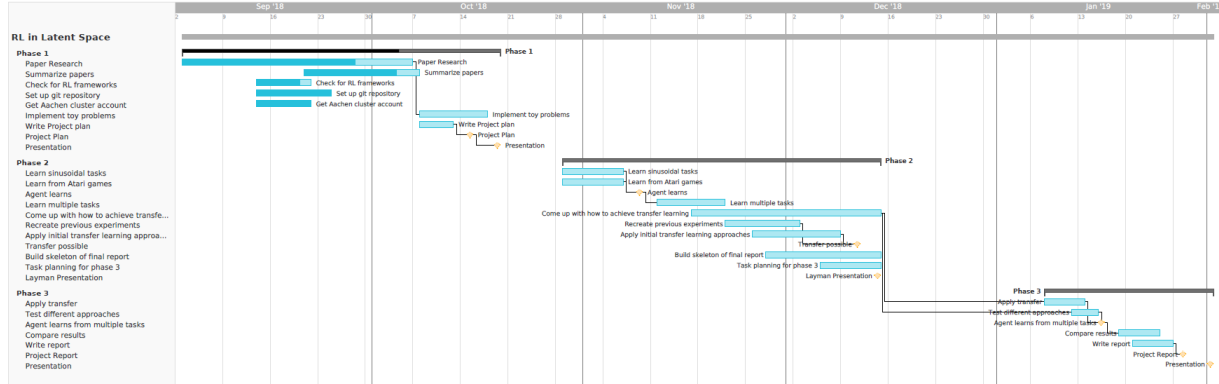 Sep '18 Oct '18 Nov '18 Dec '18 Jan '19 Feb '1
2 9 16 23 30 7 14 21 28 4 11 18 25 2 9 16 23 30 6 13 20 27 3
RL in Latent Space
Phase 1 Phase 1
Paper Research Paper Research
Summarize papers Summarize papers
Check for RL frameworks Check for RL frameworks
Set up git repository Set up git repository
Get Aachen cluster account Get Aachen cluster account
Implement toy problems Implement toy problems
Write Project plan Write Project plan
Project Plan Project Plan
Presentation Presentation
Phase 2 Phase 2
Learn sinusoidal tasks Learn sinusoidal tasks
Learn from Atari games Learn from Atari games
Agent learns Agent learns
Learn multiple tasks Learn multiple tasks
Come up with how to achieve transfe... Come up with how to achieve transfer learning
Recreate previous experiments Recreate previous experiments
Apply initial transfer learning approa... Apply initial transfer learning approaches
Transfer possible Transfer possible
Build skeleton of final report Build skeleton of final report
Task planning for phase 3 Task planning for phase 3
Layman Presentation Layman Presentation
Phase 3 Phase 3
Apply transfer Apply transfer
Test different approaches Test different approaches
Agent learns from multiple tasks Agent learns from multiple tasks
Compare results Compare results
Write report Write report
Project Report Project Report
Presentation Presentation